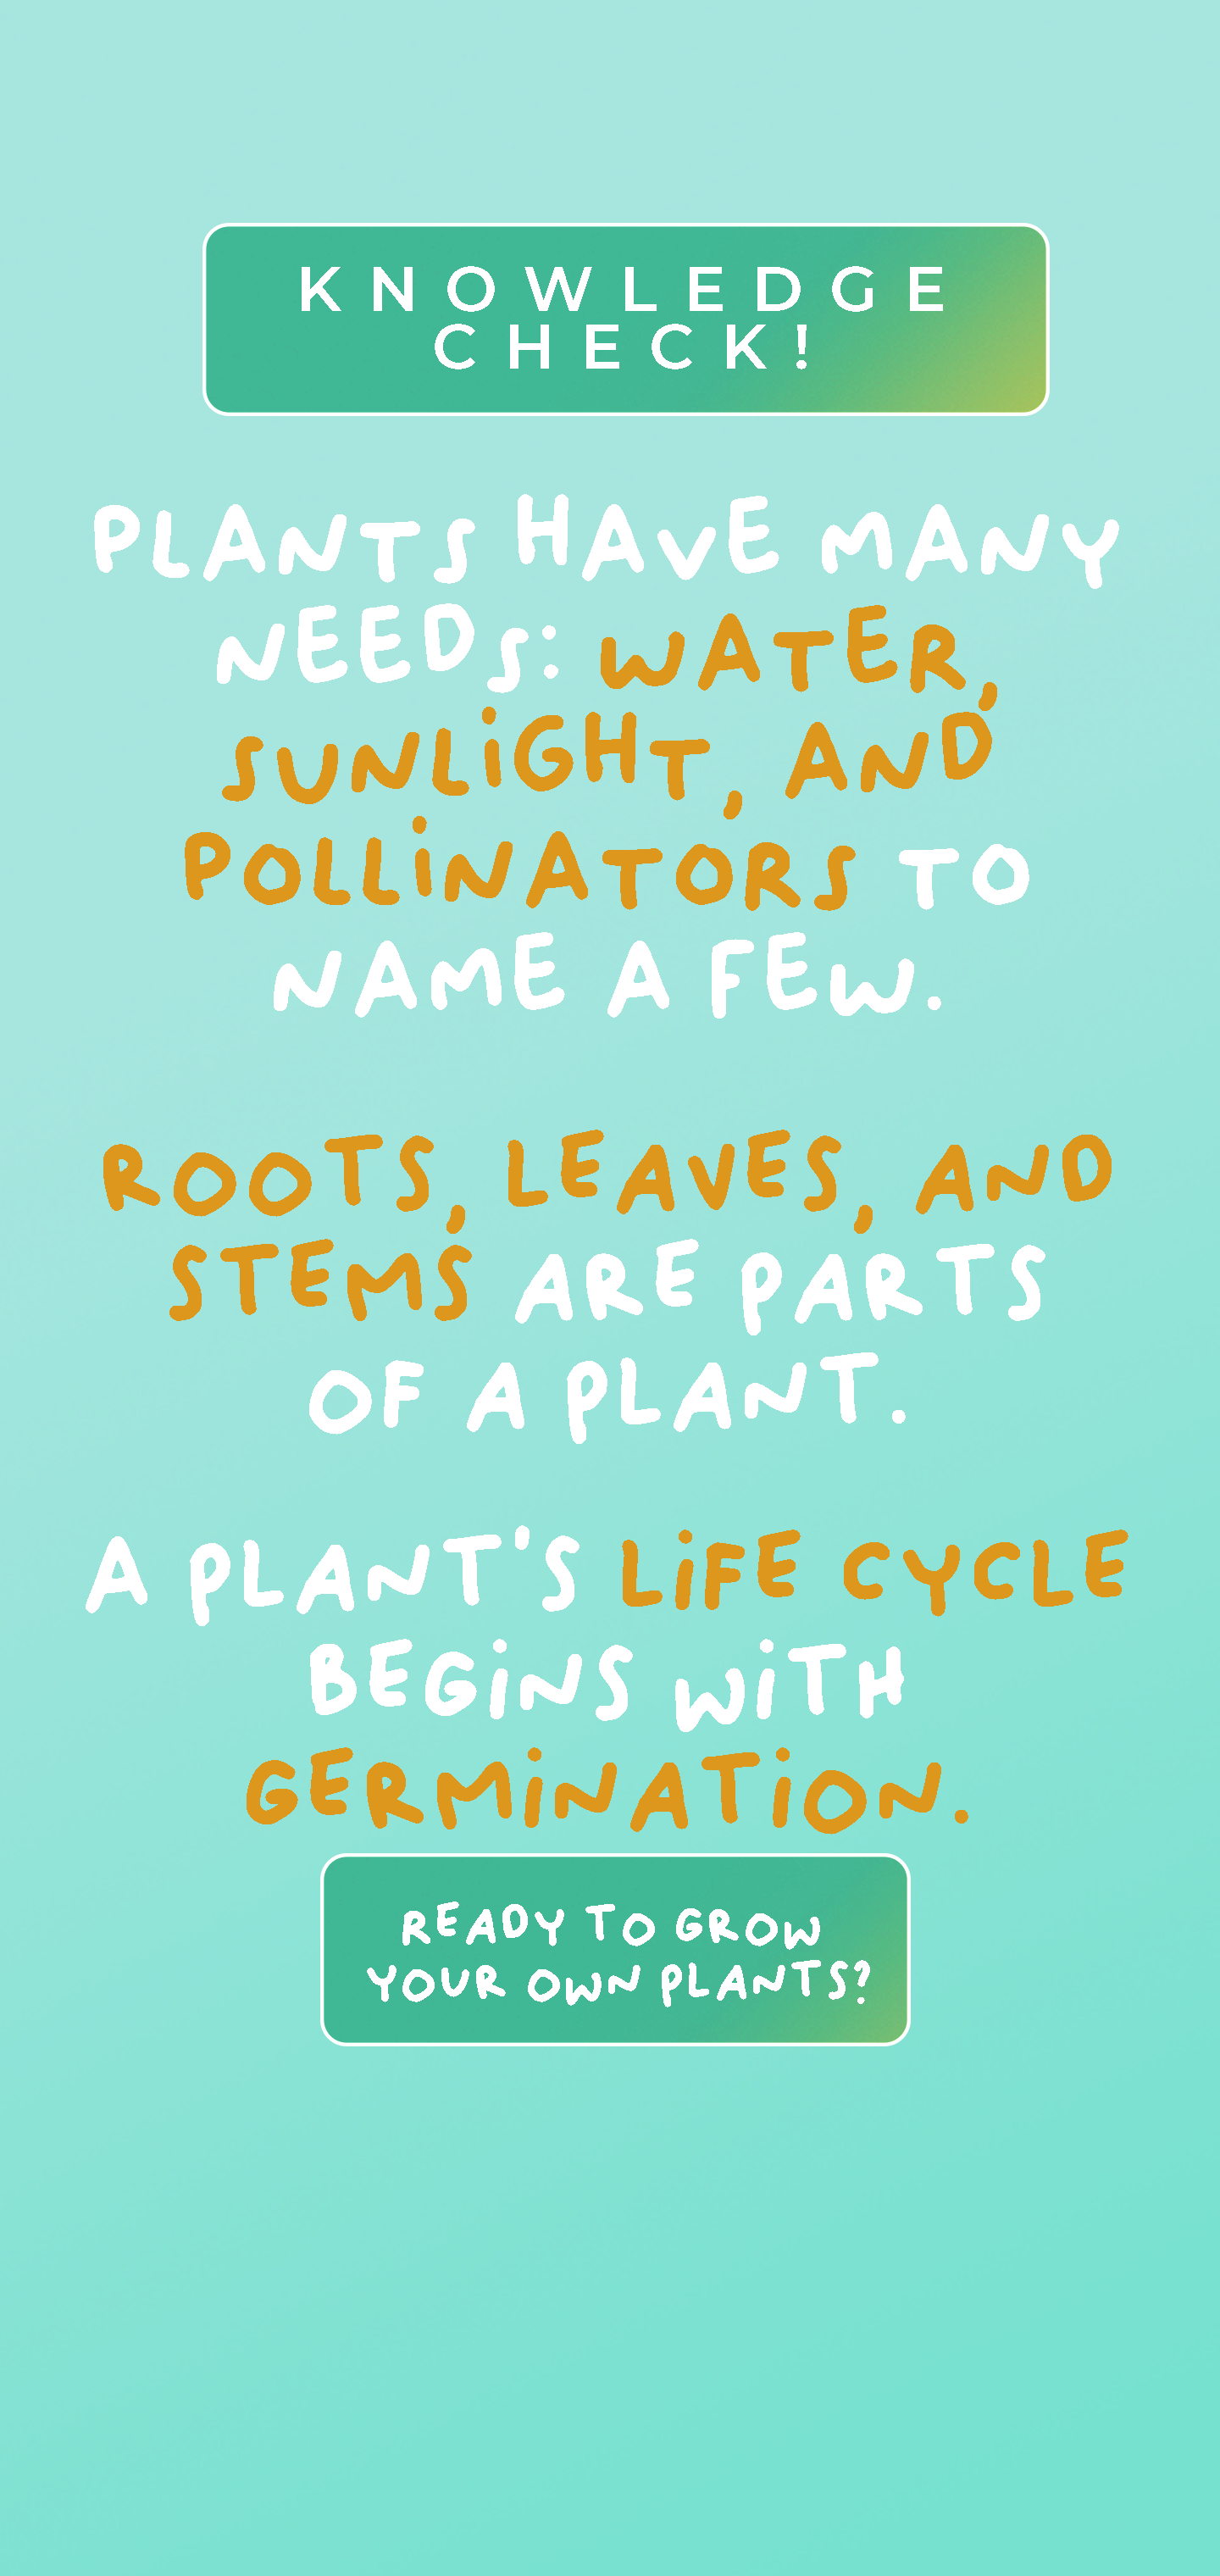 KNOWLEDGE
CHECK!
PLANTS HAVE MANY
NEEDS: WATER,
SUNLIGHT, AND
POLLINATORS TO
NAME A FEW.
ROOTS, LEAVES, AND
STEMS ARE PARTS
OF A PLANT.
A PLANT'S LIFE CYCLE
BEGINS WITH
GERMINATION.
READY TO GROW
YOUR OWN PLANTS?